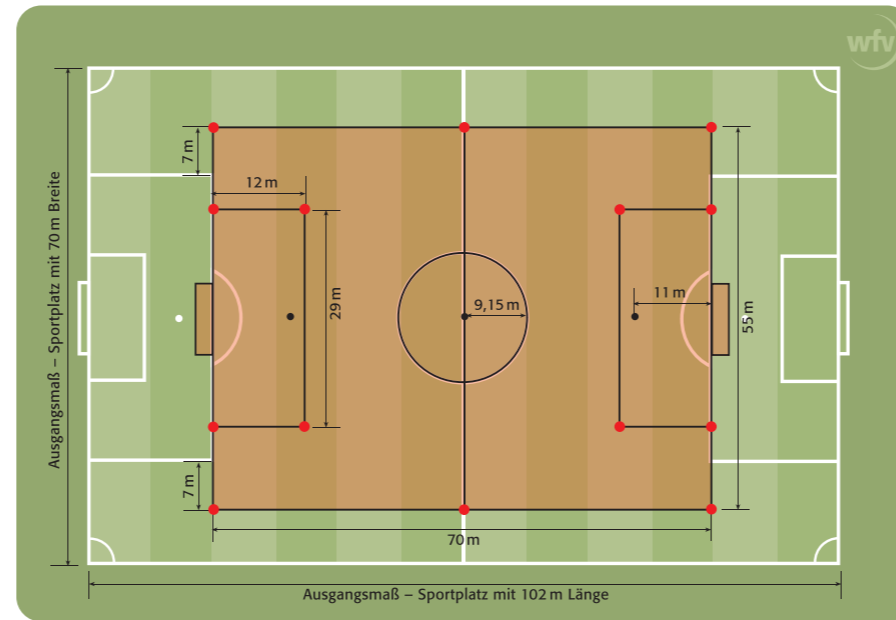 wfv
7 m
12 m
Ausgangsmaß – Sportplatz mit 70 m Breite
29 m
9,15 m
11 m
55 m
7 m
70 m
Ausgangsmaß – Sportplatz mit 102 m Länge